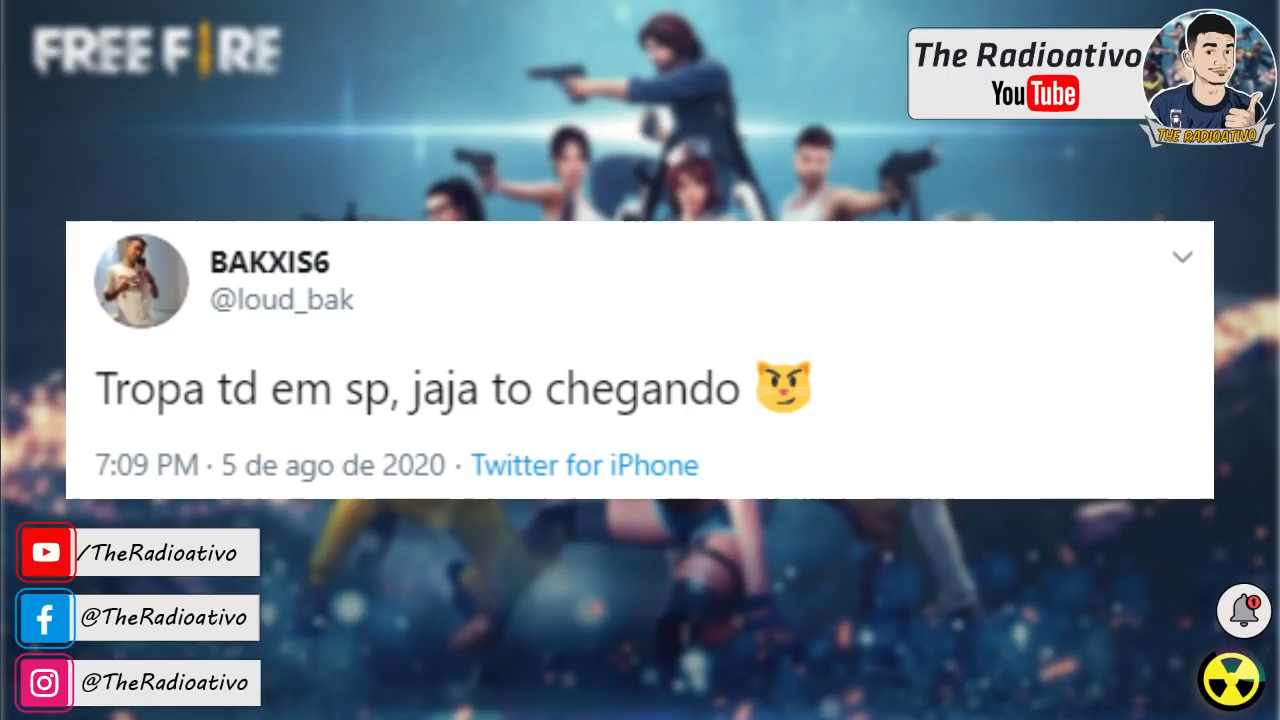 FREE FIRE
The Radioativo
YouTube
THE RADIOATIVO
BAKXIS6
@loud_bak
Tropa td em sp, jaja to chegando 😼
7:09 PM · 5 de ago de 2020 · Twitter for iPhone
/TheRadioativo
@TheRadioativo
@TheRadioativo
1